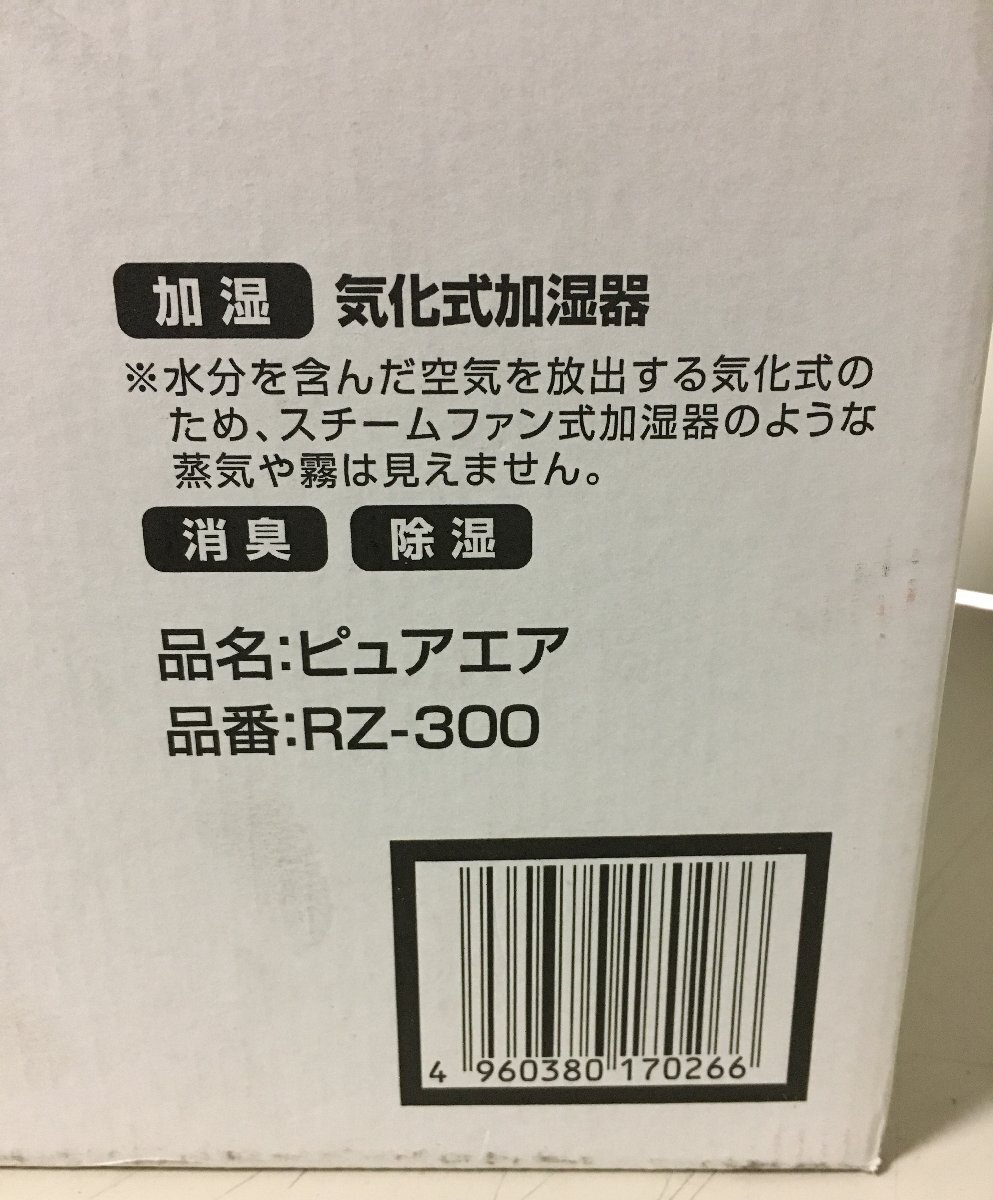 加湿 気化式加湿器
※水分を含んだ空気を放出する気化式の
ため、スチームファン式加湿器のような
蒸気や霧は見えません。
消臭 除湿
品名:ピュアエア
品番:RZ-300
4 960380 170266